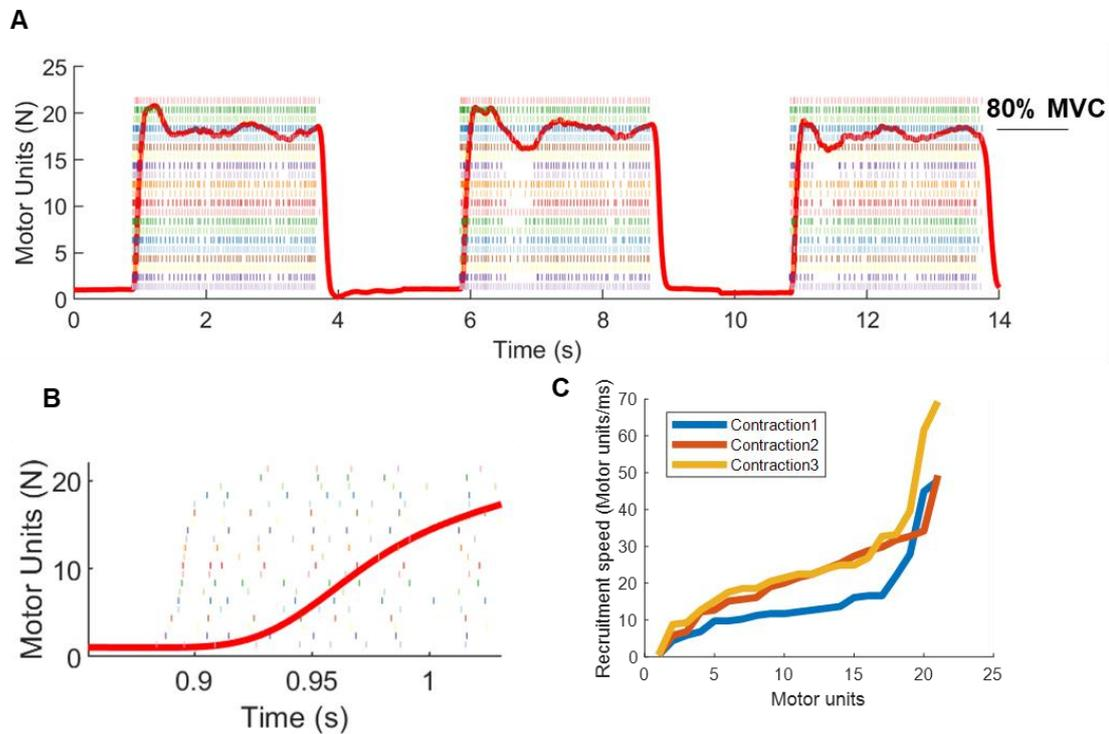 A
Motor Units (N)
25
20
15
10
5
0
80% MVC
0 2 4 6 8 10 12 14
Time (s)
B
Motor Units (N)
20
10
0
0.9 0.95 1
Time (s)
C
Recruitment speed (Motor units/ms)
70
60
50
40
30
20
10
0
Contraction1
Contraction2
Contraction3
0 5 10 15 20 25
Motor units